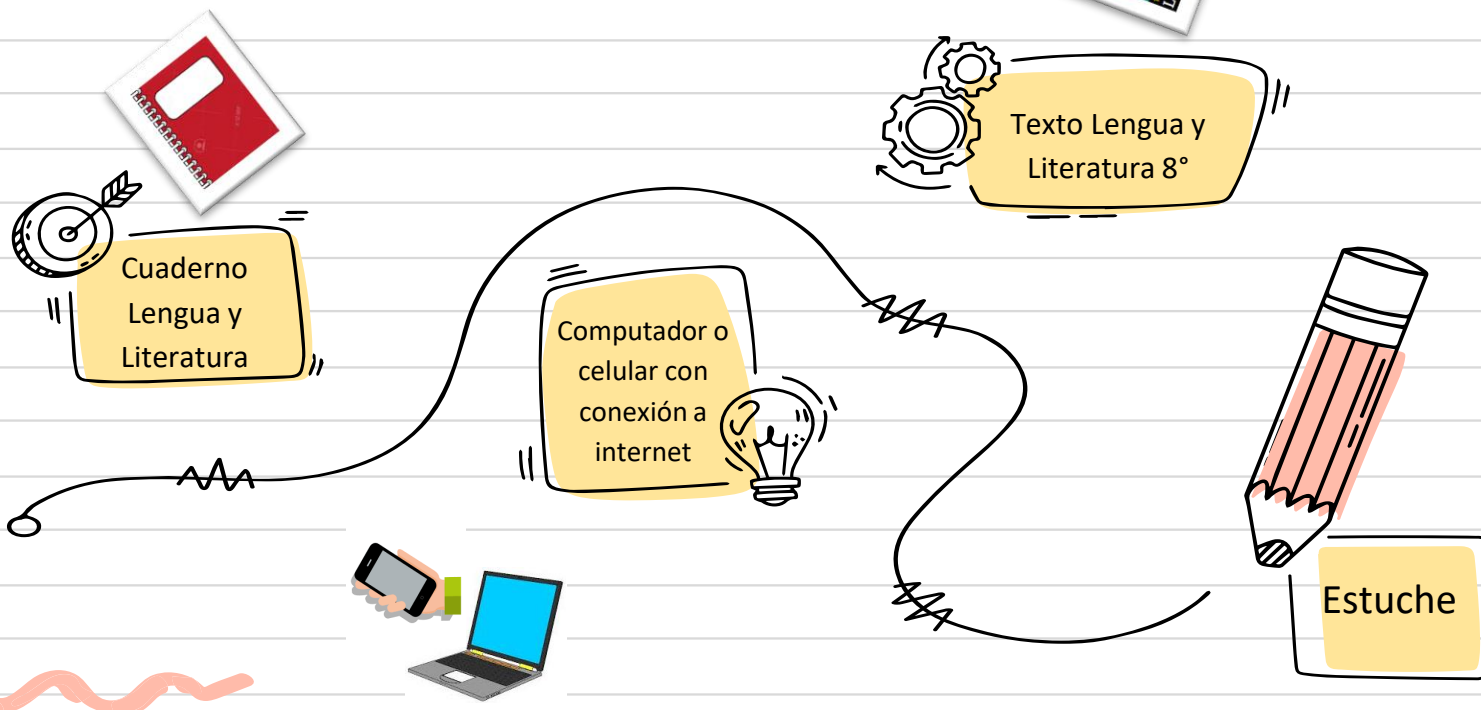 Cuaderno
Lengua y
Literatura
Computador o
celular con
conexión a
internet
Texto Lengua y
Literatura 8°
Estuche